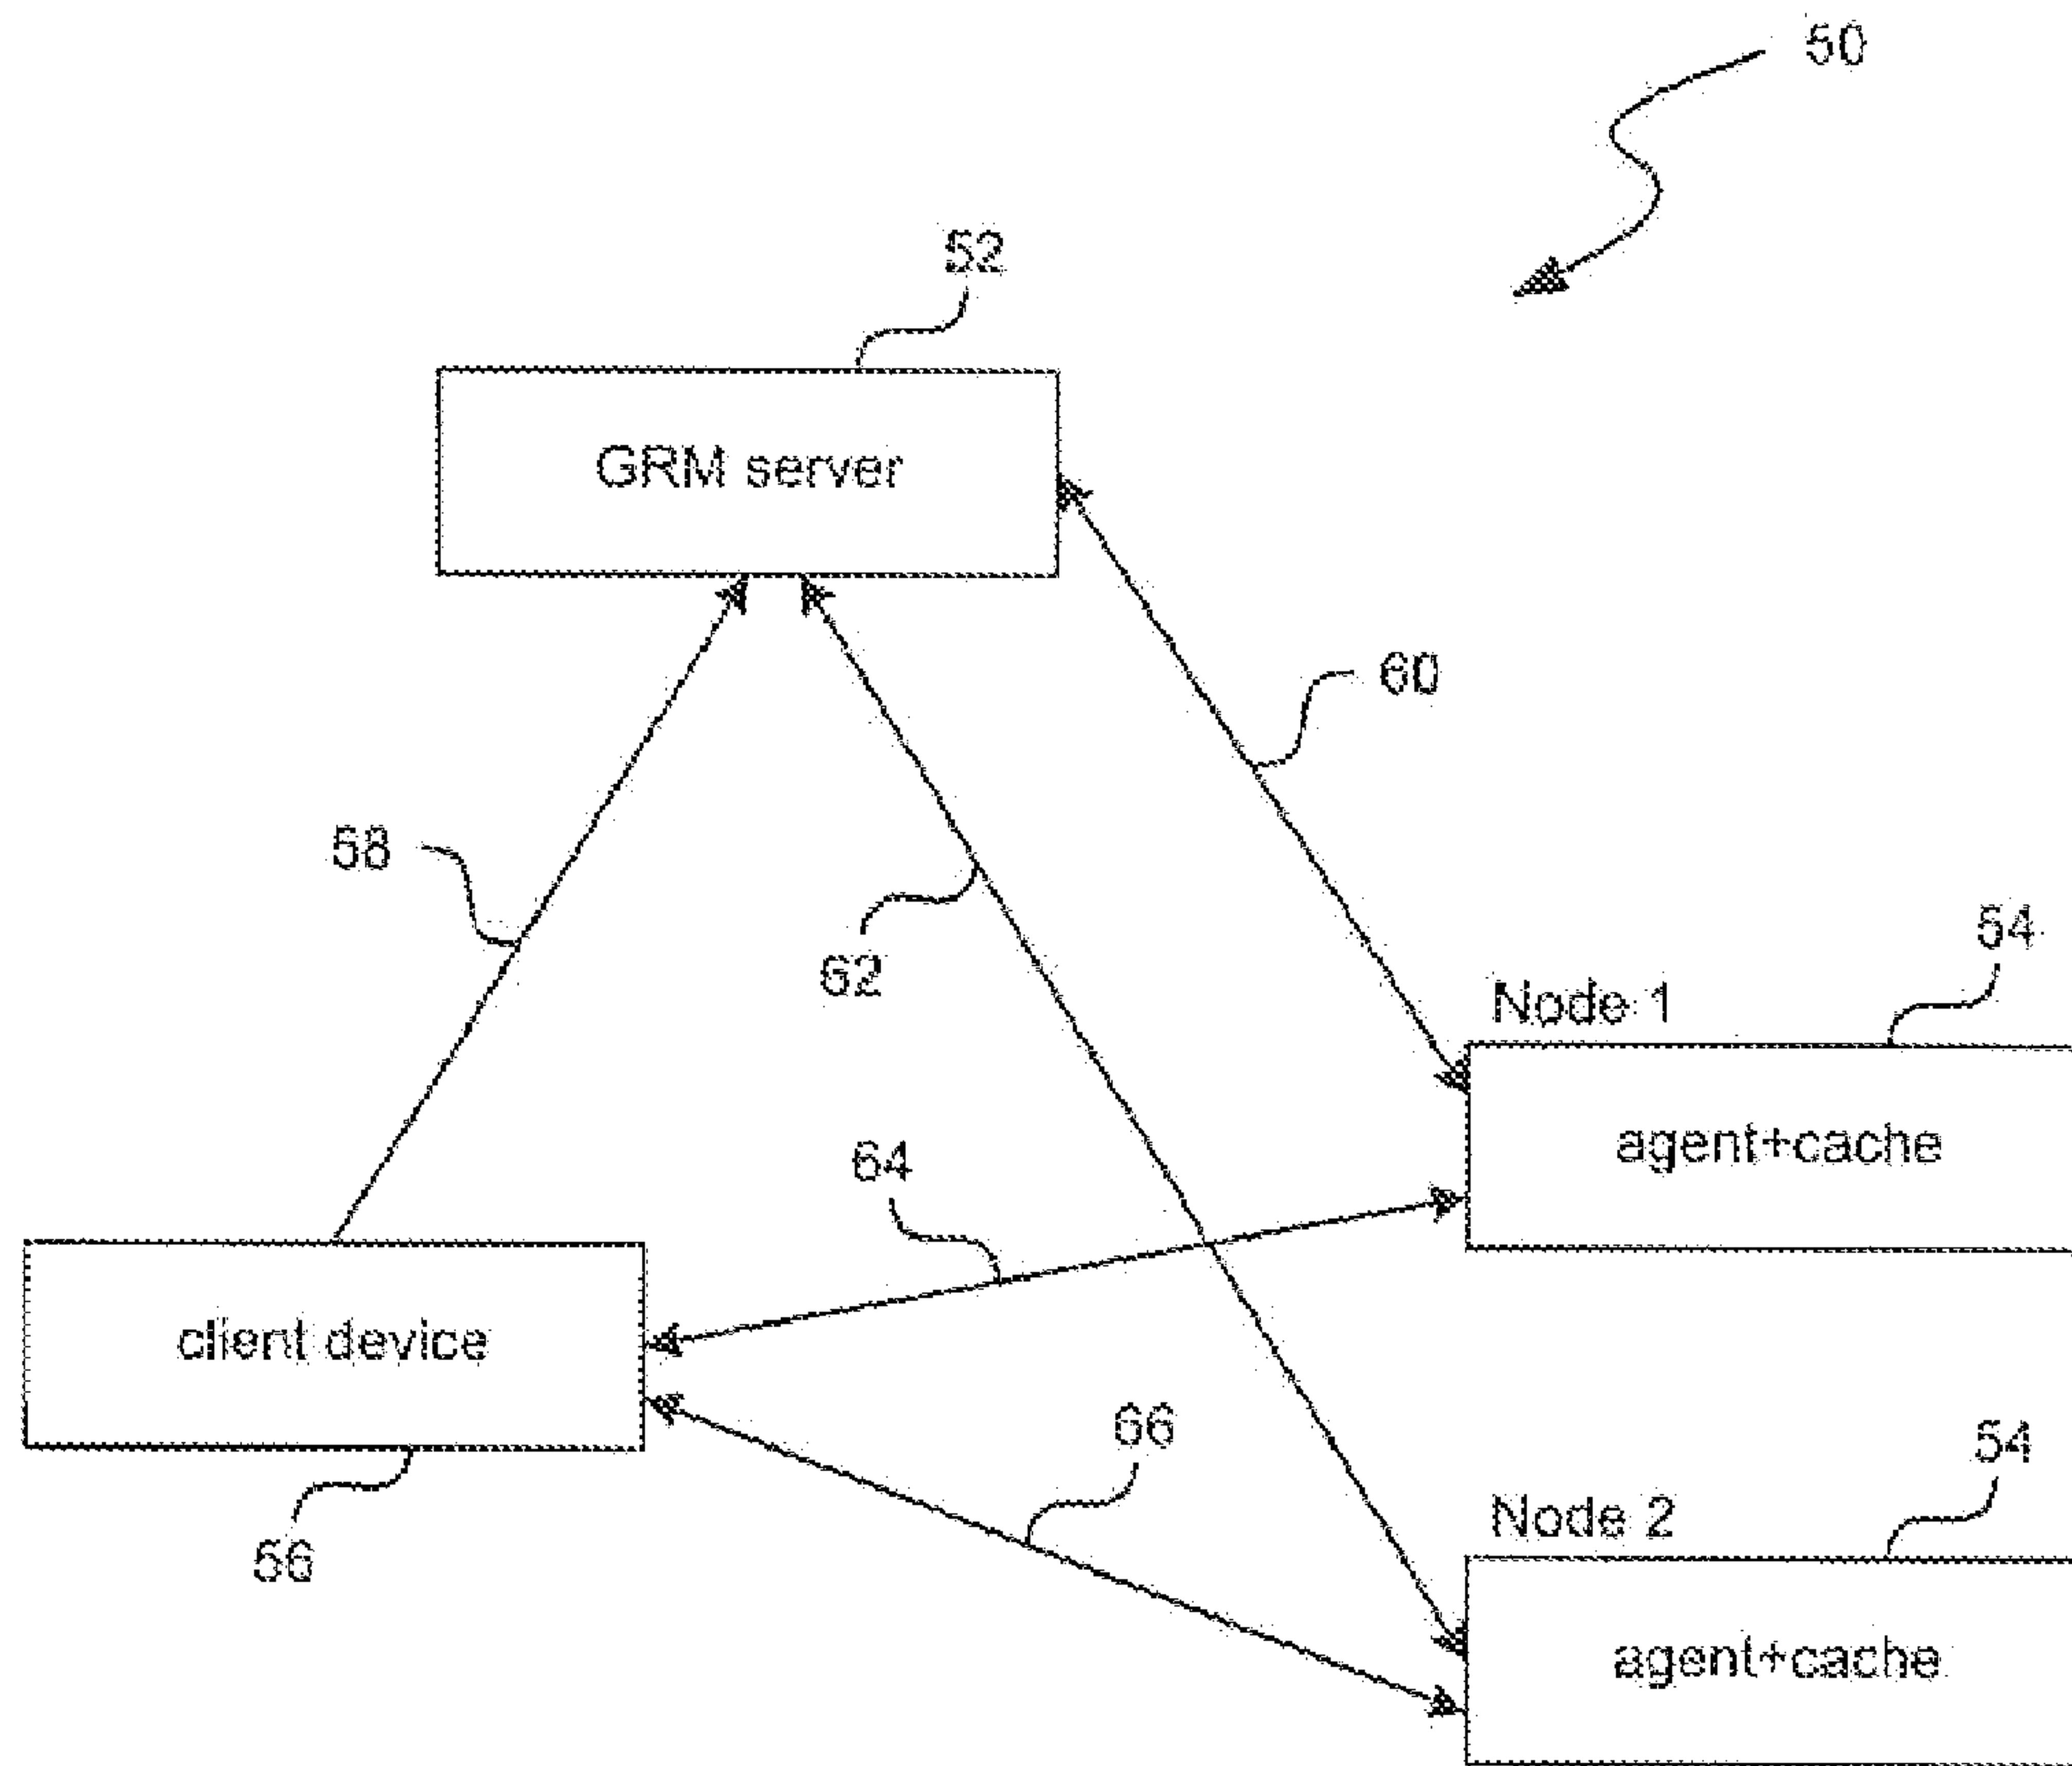 50
52
GRM server
60
58
62
54
Node 1
agent+cache
64
client device
66
54
Node 2
56
agent+cache